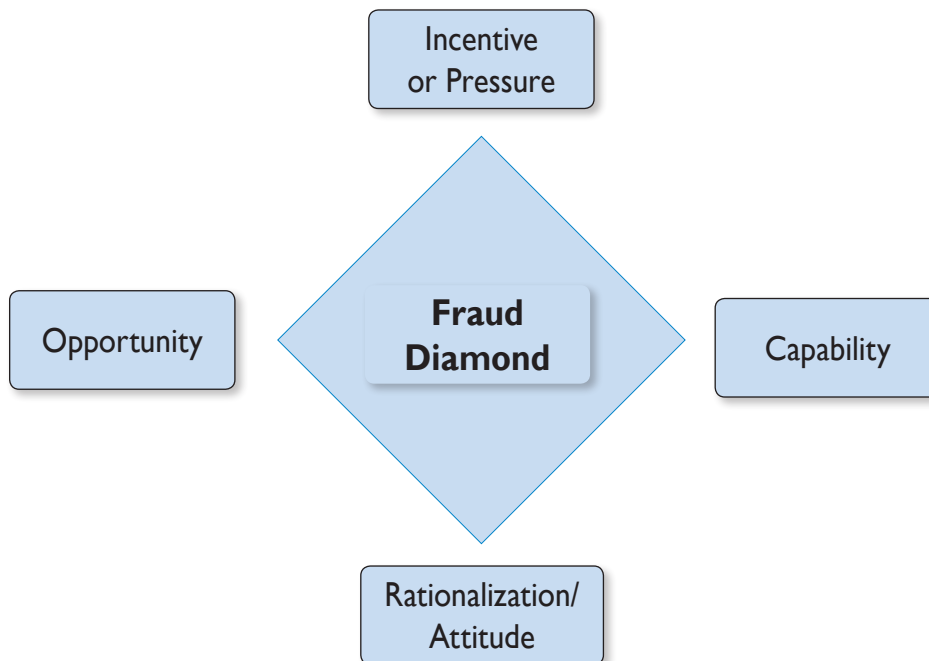 Incentive
or Pressure
Opportunity
Fraud
Diamond
Capability
Rationalization/
Attitude